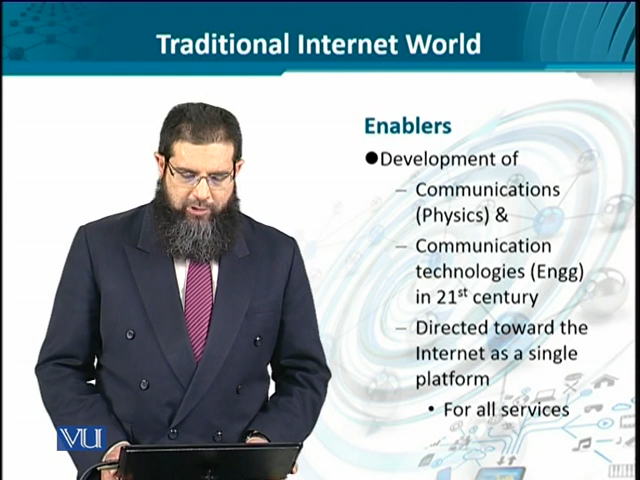 Traditional Internet World
Enablers
●Development of
– Communications
(Physics) &
– Communication
technologies (Engg)
in 21st century
– Directed toward the
Internet as a single
platform
• For all services
VU